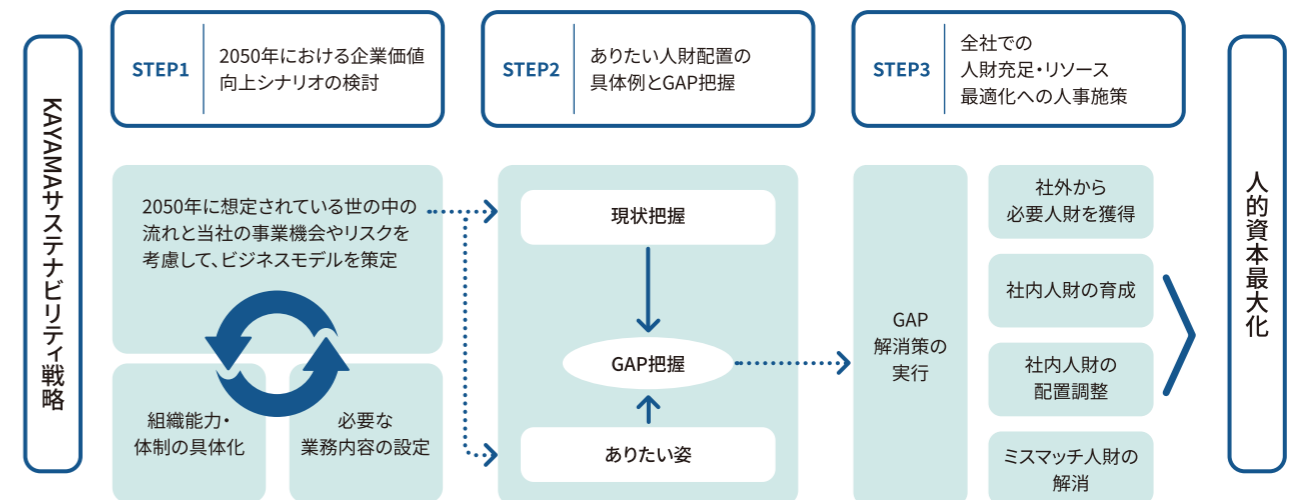 KAYAMAサステナビリティ戦略
STEP1
2050年における企業価値
向上シナリオの検討
STEP2
ありたい人財配置の
具体例とGAP把握
STEP3
全社での
人財充足・リソース
最適化への人事施策
2050年に想定されている世の中の
流れと当社の事業機会やリスクを
考慮して、ビジネスモデルを策定
組織能力・
体制の具体化
必要な
業務内容の設定
現状把握
GAP把握
ありたい姿
GAP
解消策の
実行
社外から
必要人財を獲得
社内人財の育成
社内人財の
配置調整
ミスマッチ人財の
解消
人的資本最大化